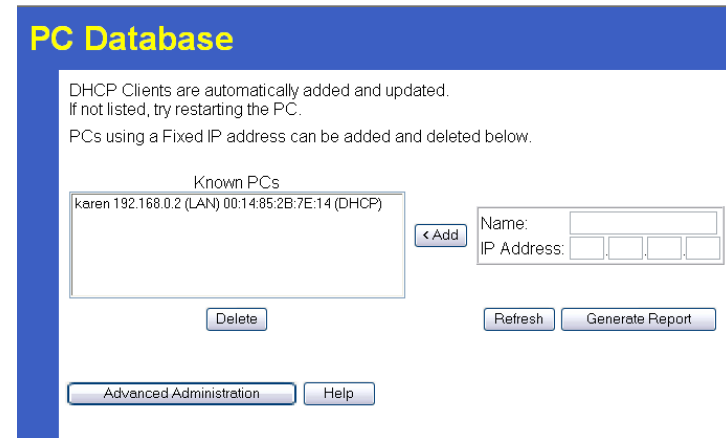 PC Database
DHCP Clients are automatically added and updated.
If not listed, try restarting the PC.
PCs using a Fixed IP address can be added and deleted below.
Known PCs
karen 192.168.0.2 (LAN) 00:14:85:2B:7E:14 (DHCP)
< Add
Name:
IP Address: . . .
Delete
Refresh
Generate Report
Advanced Administration
Help